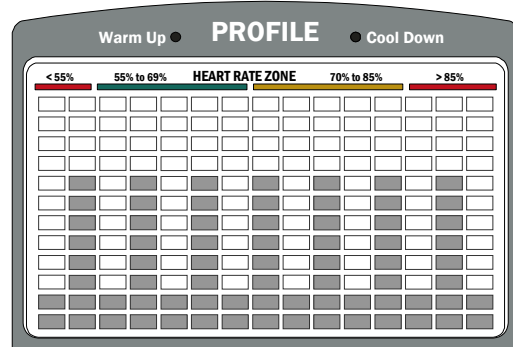 Warm Up PROFILE Cool Down
< 55% 55% to 69% HEART RATE ZONE 70% to 85% > 85%